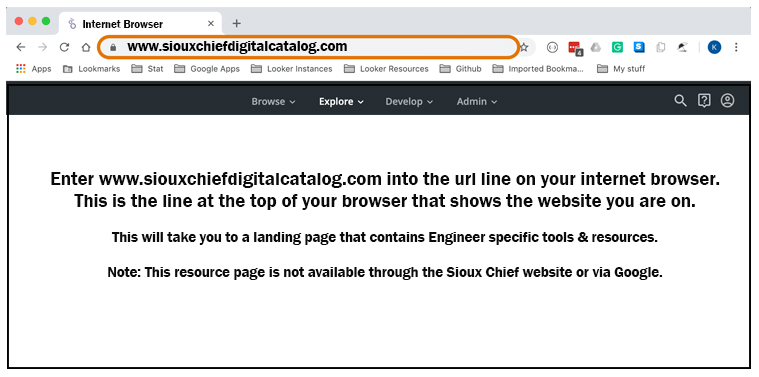 Internet Browser
www.siouxchiefdigitalcatalog.com
4
K
Apps Lookmarks Stat Google Apps Looker Instances Looker Resources Github Imported Bookma... My stuff
Browse Explore Develop Admin
Enter www.siouxchiefdigitalcatalog.com into the url line on your internet browser.
This is the line at the top of your browser that shows the website you are on.
This will take you to a landing page that contains Engineer specific tools & resources.
Note: This resource page is not available through the Sioux Chief website or via Google.